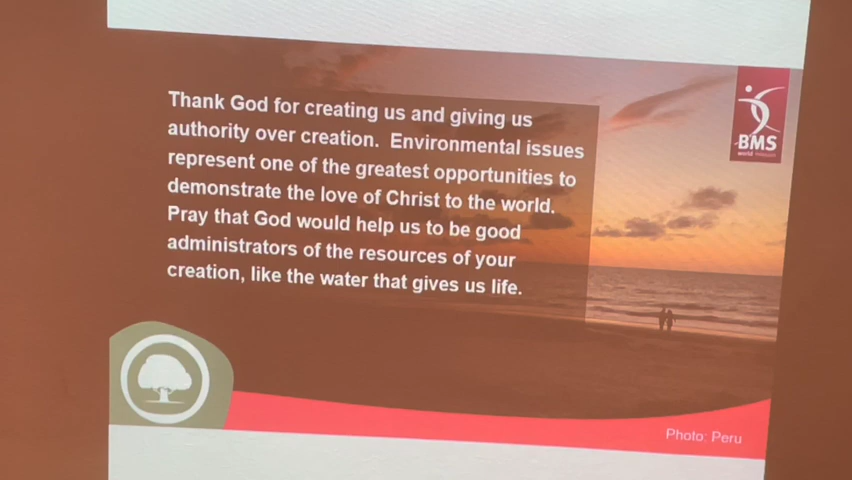 Thank God for creating us and giving us
authority over creation.  Environmental issues
represent one of the greatest opportunities to
demonstrate the love of Christ to the world.
Pray that God would help us to be good
administrators of the resources of your
creation, like the water that gives us life.
BMS
world mission
Photo: Peru